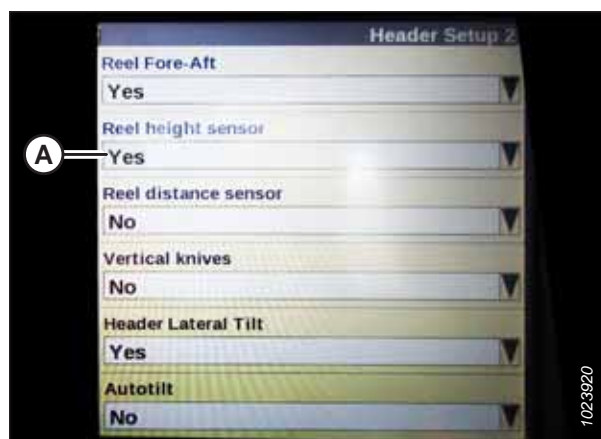 Header Setup 2
Reel Fore-Aft
Yes
Reel height sensor
A
Yes
Reel distance sensor
No
Vertical knives
No
Header Lateral Tilt
Yes
Autotilt
No
1023920